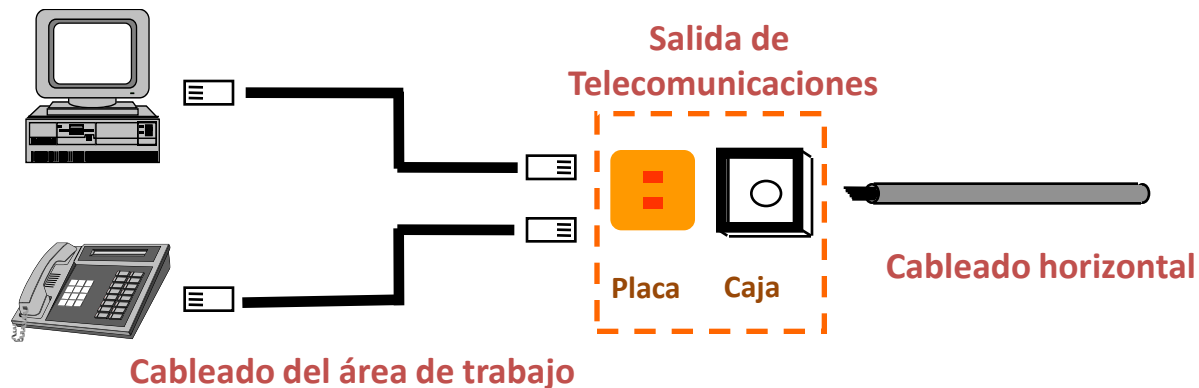 Salida de
Telecomunicaciones
Placa
Caja
Cableado horizontal
Cableado del área de trabajo